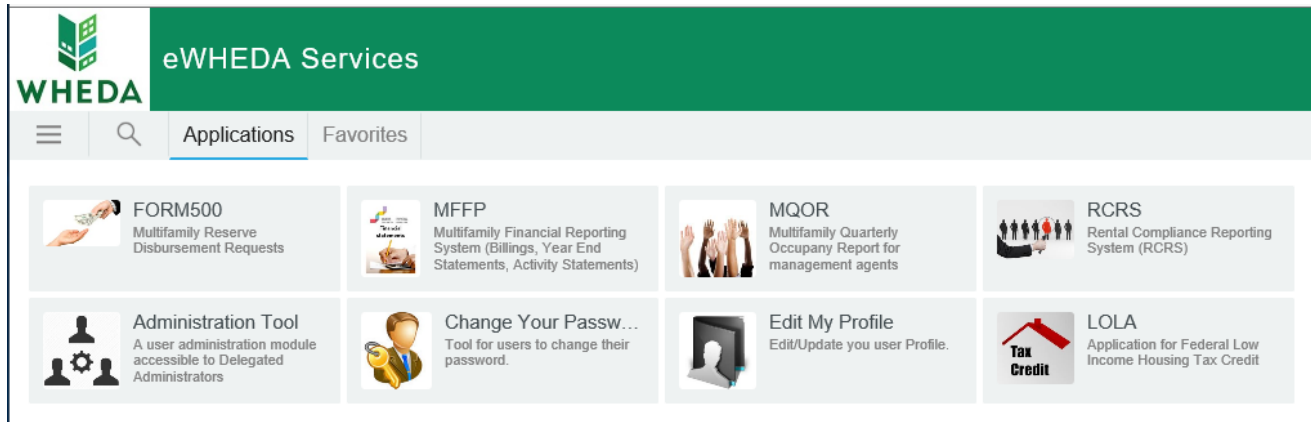 WHEDA
eWHEDA Services
Applications
Favorites
FORM500
Multifamily Reserve
Disbursement Requests
MFFP
Multifamily Financial Reporting
System (Billings, Year End
Statements, Activity Statements)
MQOR
Multifamily Quarterly
Occupany Report for
management agents
RCRS
Rental Compliance Reporting
System (RCRS)
Administration Tool
A user administration module
accessible to Delegated
Administrators
Change Your Passw...
Tool for users to change their
password.
Edit My Profile
Edit/Update you user Profile.
Tax
Credit
LOLA
Application for Federal Low
Income Housing Tax Credit